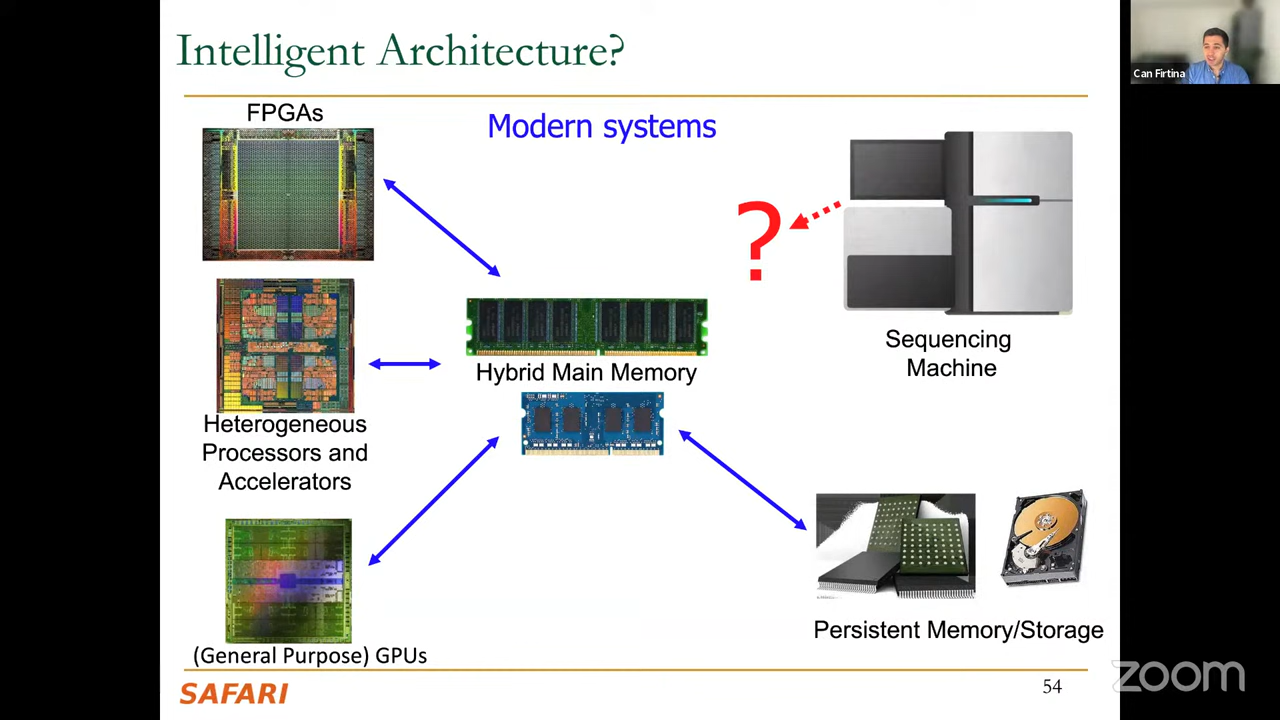 Intelligent Architecture?
Can Firtina
FPGAs
Modern systems
?
Sequencing
Machine
Hybrid Main Memory
Heterogeneous
Processors and
Accelerators
Persistent Memory/Storage
(General Purpose) GPUs
SAFARI
54
zoom